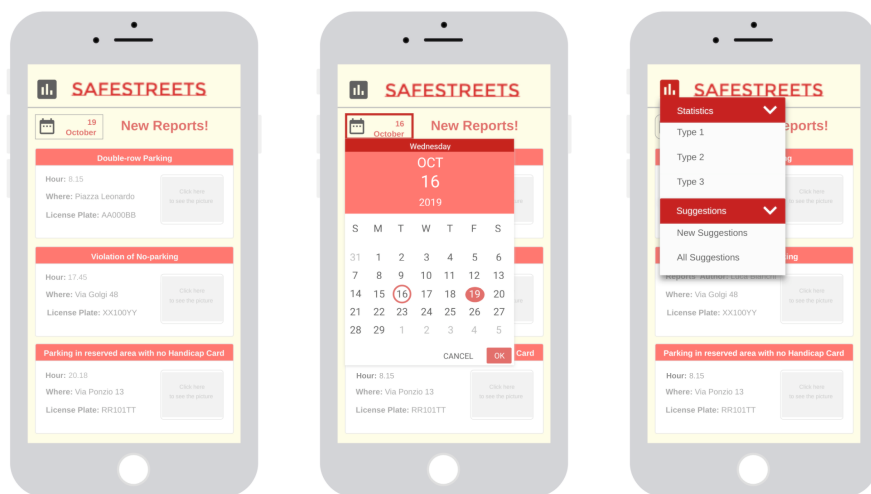 SAFESTREETS
19
October
New Reports!
Double-row Parking
Hour: 8.15
Where: Piazza Leonardo
License Plate: AA000BB
Click here
to see the picture
Violation of No-parking
Hour: 17:45
Where: Via Golgi 48
License Plate: XX100YY
Click here
to see the picture
Parking in reserved area with no Handicap Card
Hour: 20.18
Where: Via Ponzio 13
License Plate: RR101TT
Click here
to see the picture
SAFESTREETS
16
October
New Reports!
Wednesday
OCT
16
2019
S M T W T F S
31 1 2 3 4 5 6
7 8 9 10 11 12 13
14 15 16 17 18 19 20
21 22 23 24 25 26 27
28 29 1 2 3 4 5
CANCEL OK
Card
Hour: 8.15
Where: Via Ponzio 13
License Plate: RR101TT
Click here
to see the picture
SAFESTREETS
Statistics
Type 1
Type 2
Type 3
Suggestions
New Suggestions
All Suggestions
Where: Via Golgi 48
License Plate: XX100YY
Click here
to see the picture
Parking in reserved area with no Handicap Card
Hour: 8.15
Where: Via Ponzio 13
License Plate: RR101TT
Click here
to see the picture